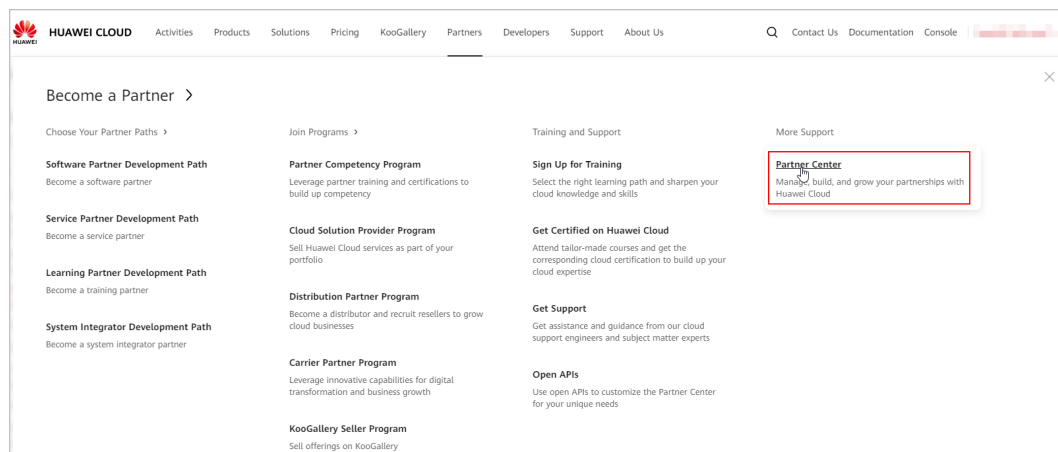 HUAWEI
HUAWEI CLOUD Activities Products Solutions Pricing KooGallery Partners Developers Support About Us Contact Us Documentation Console
Become a Partner
Choose Your Partner Paths
Software Partner Development Path
Become a software partner
Service Partner Development Path
Become a service partner
Learning Partner Development Path
Become a training partner
System Integrator Development Path
Become a system integrator partner
Join Programs
Partner Competency Program
Leverage partner training and certifications to
build up competency
Cloud Solution Provider Program
Sell Huawei Cloud services as part of your
portfolio
Distribution Partner Program
Become a distributor and recruit resellers to grow
cloud businesses
Carrier Partner Program
Leverage innovative capabilities for digital
transformation and business growth
KooGallery Seller Program
Sell offerings on KooGallery
Training and Support
Sign Up for Training
Select the right learning path and sharpen your
cloud knowledge and skills
Get Certified on Huawei Cloud
Attend tailor-made courses and get the
corresponding cloud certification to build up your
cloud expertise
Get Support
Get assistance and guidance from our cloud
support engineers and subject matter experts
Open APIs
Use open APIs to customize the Partner Center
for your unique needs
More Support
Partner Center
Manage, build, and grow your partnerships with
Huawei Cloud